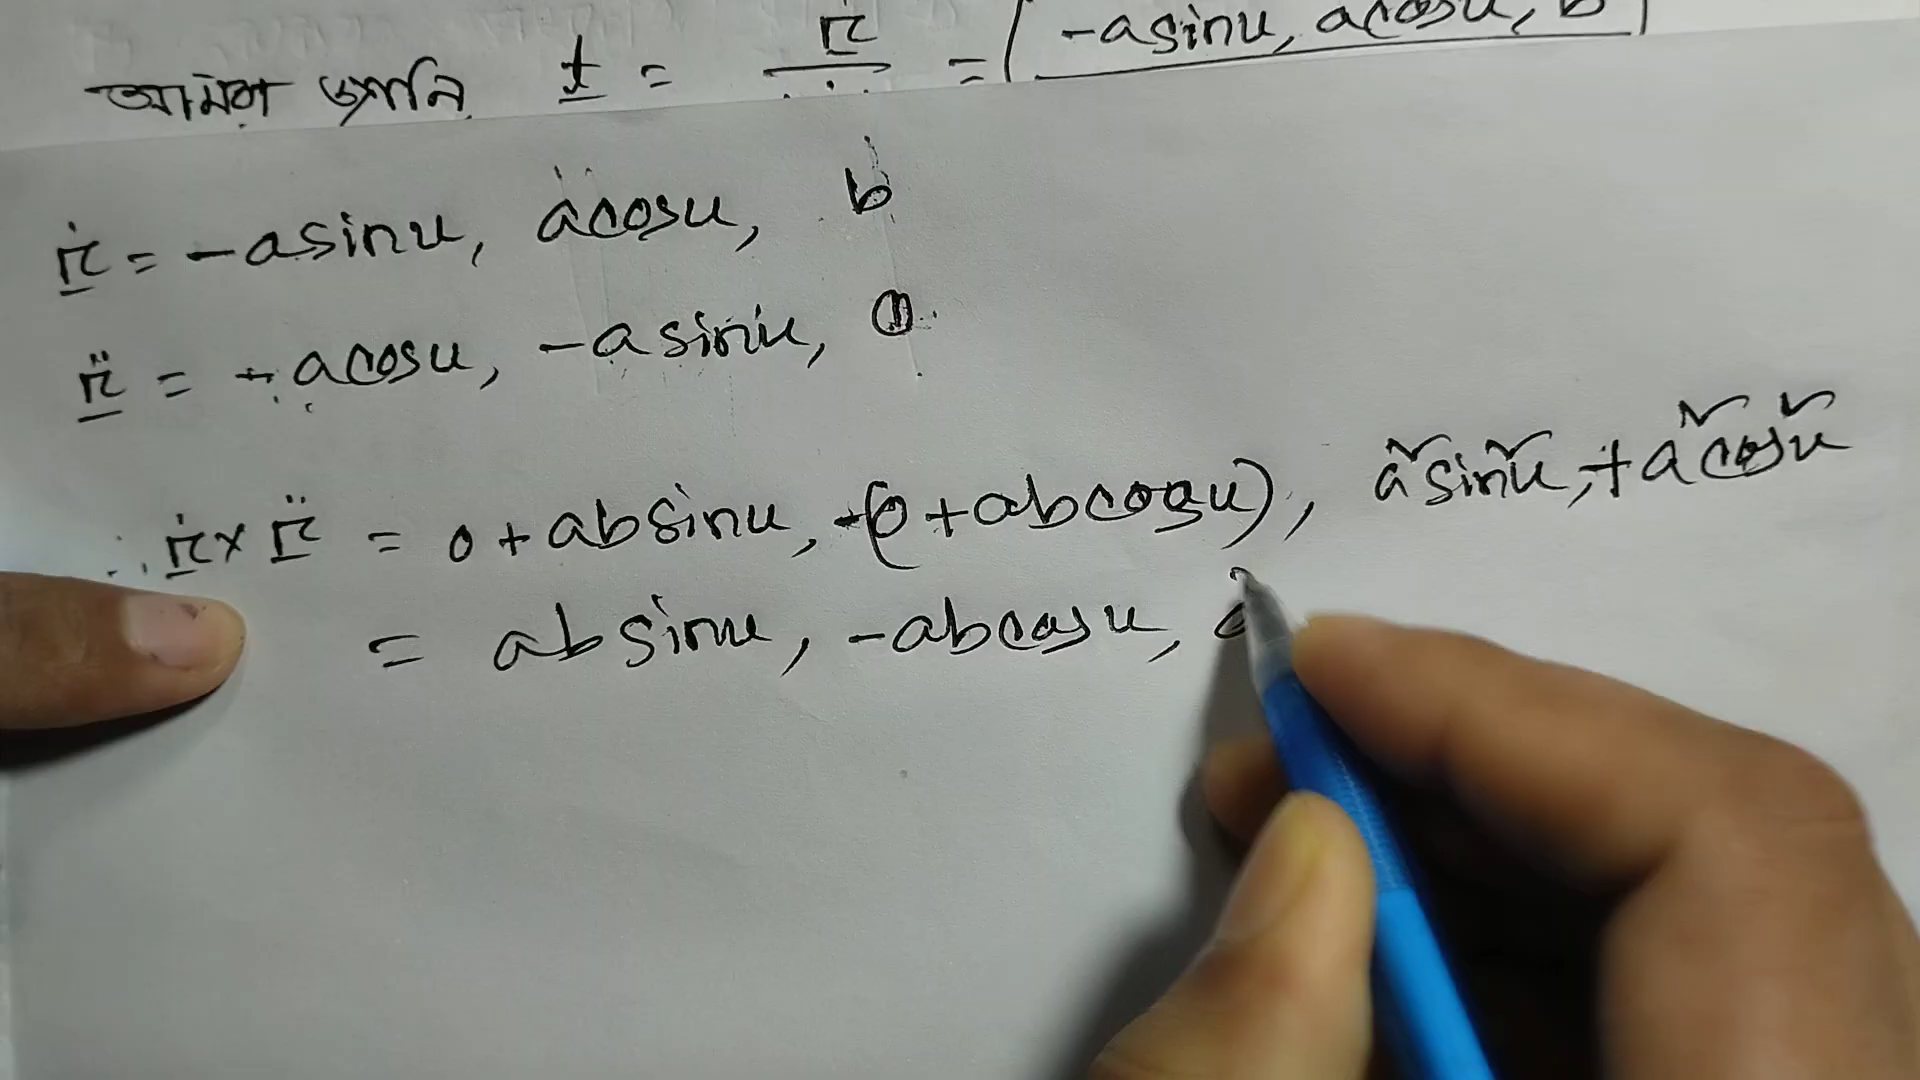 আমরা জানি, t = ṙ / = (-asinu, acosu, b)
ṙ = -asinu, acosu, b
r̈ = -acosu, -asinu, 0
∴ ṙ × r̈ = 0 + absinu, -(0 + abcosu), a²sin²u + a²cos²u
= absinu, -abcosu, a